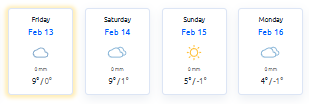 Friday
Feb 13
0 mm
9°/0°
Saturday
Feb 14
0 mm
9°/1°
Sunday
Feb 15
0 mm
5°/-1°
Monday
Feb 16
0 mm
4°/-1°